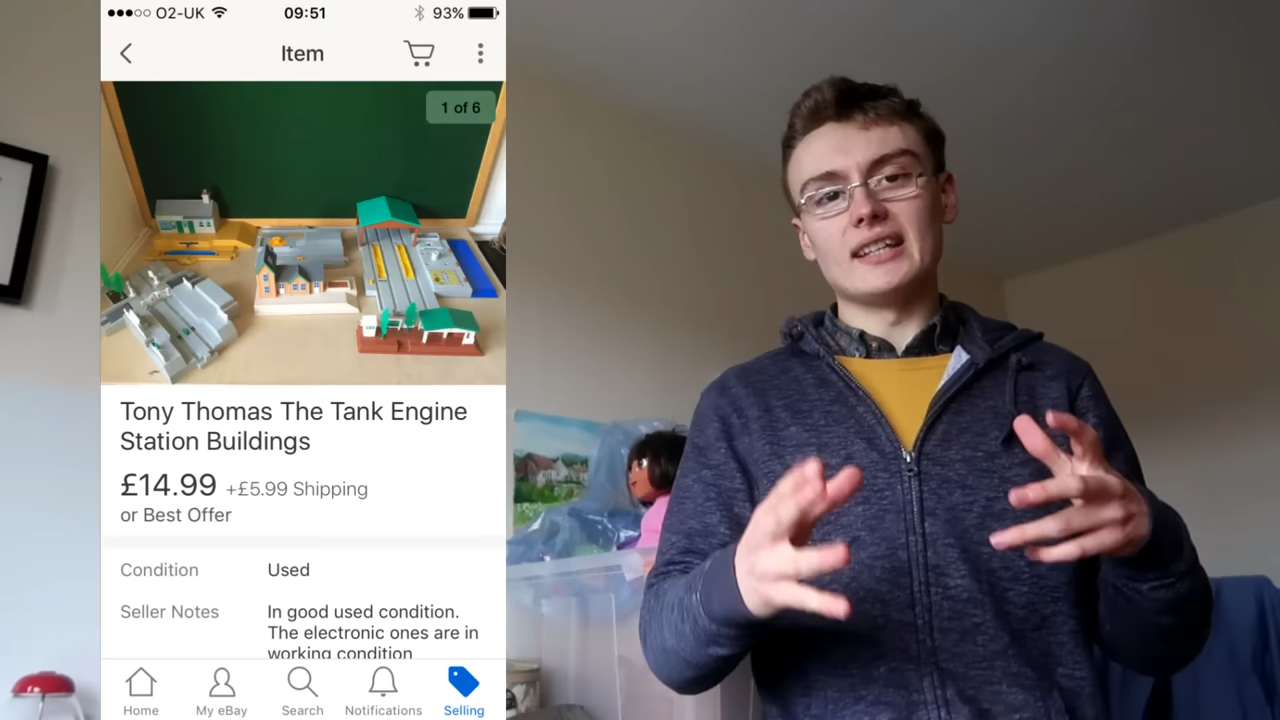 O2-UK 09:51 93%
Item
1 of 6
Tony Thomas The Tank Engine
Station Buildings
£14.99 +£5.99 Shipping
or Best Offer
Condition Used
Seller Notes In good used condition.
The electronic ones are in
working condition
Home My eBay Search Notifications Selling